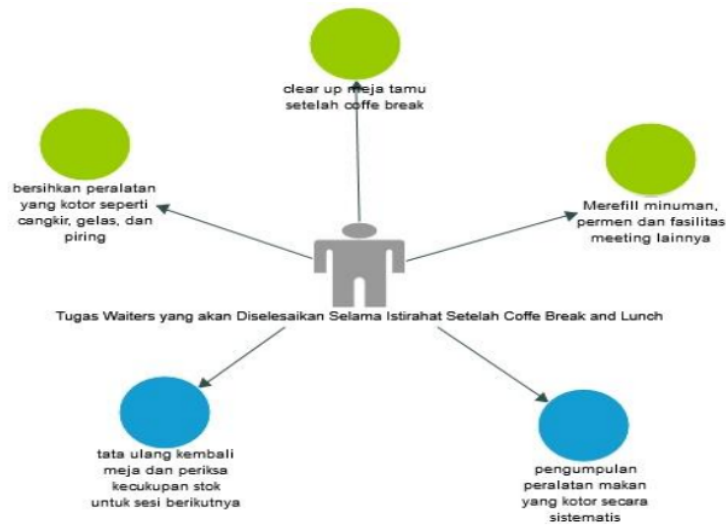 clear up meja tamu
setelah coffe break
bersihkan peralatan
yang kotor seperti
cangkir, gelas, dan
piring
Merefill minuman,
permen dan fasilitas
meeting lainnya
Tugas Waiters yang akan Diselesaikan Selama Istirahat Setelah Coffe Break and Lunch
tata ulang kembali
meja dan periksa
kecukupan stok
untuk sesi berikutnya
pengumpulan
peralatan makan
yang kotor secara
sistematis